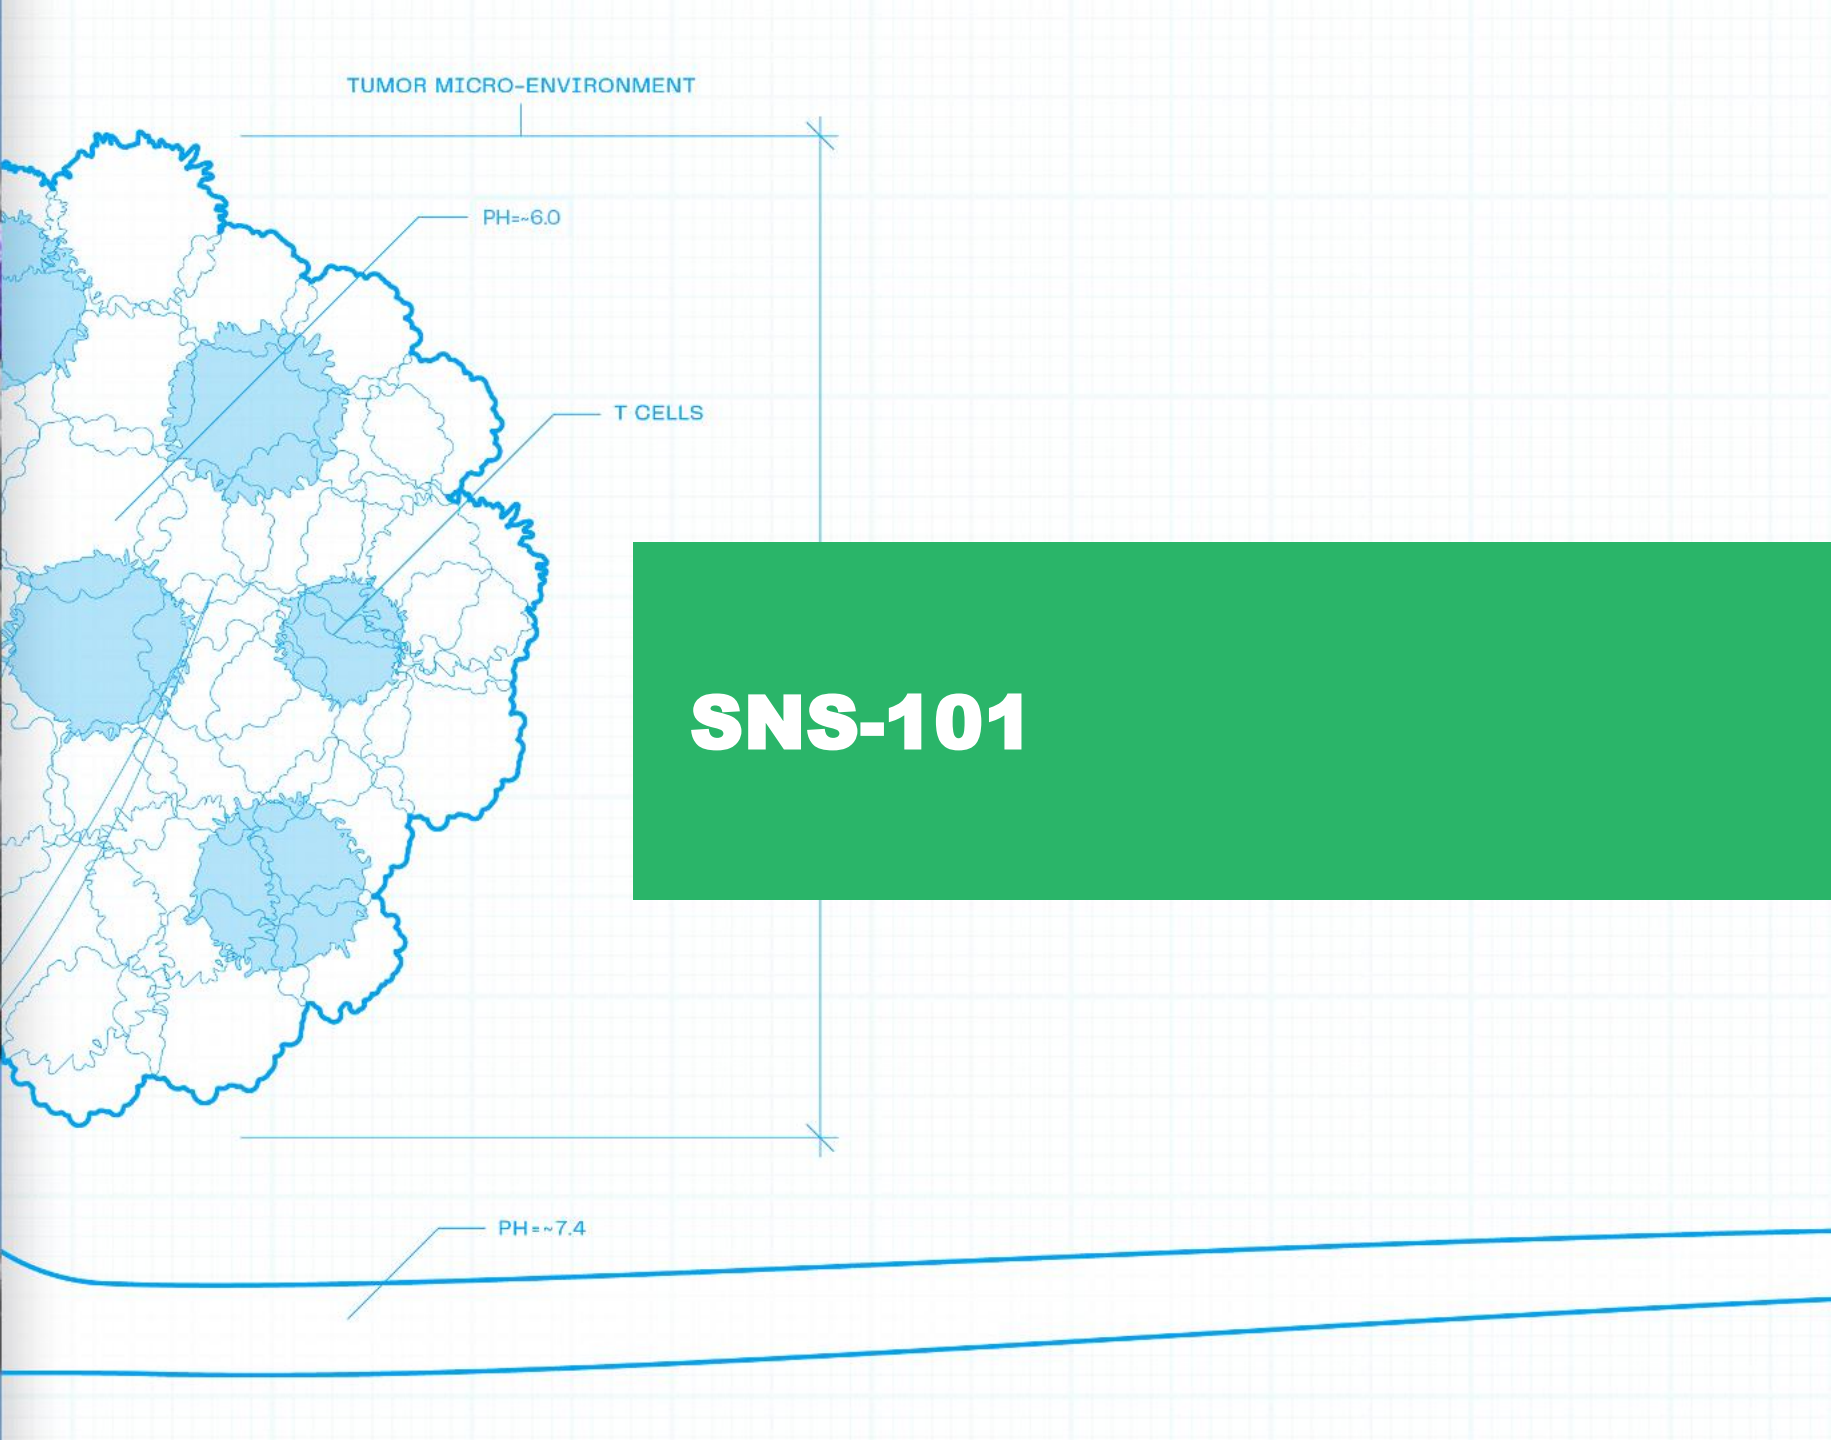 TUMOR MICRO-ENVIRONMENT
PH=~6.0
T CELLS
SNS-101
PH=~7.4